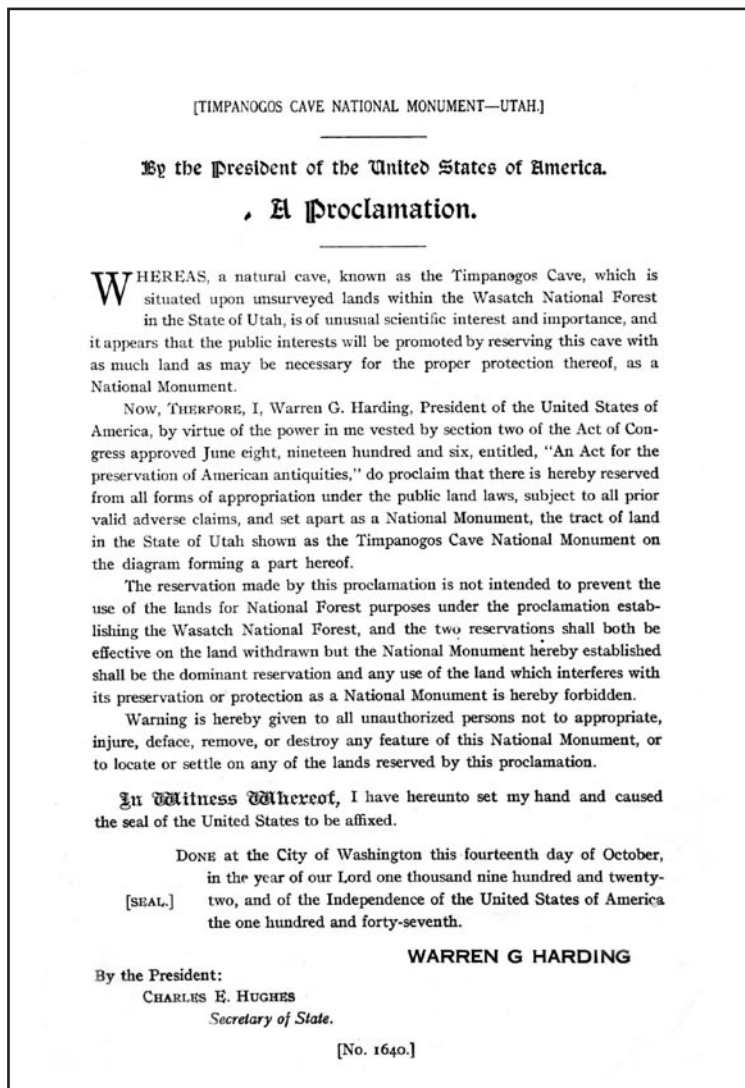 [TIMPANOGOS CAVE NATIONAL MONUMENT—UTAH.]
By the President of the United States of America.
A Proclamation.
WHEREAS, a natural cave, known as the Timpanogos Cave, which is
situated upon unsurveyed lands within the Wasatch National Forest
in the State of Utah, is of unusual scientific interest and importance, and
it appears that the public interests will be promoted by reserving this cave with
as much land as may be necessary for the proper protection thereof, as a
National Monument.
NOW, THERFORE, I, Warren G. Harding, President of the United States of
America, by virtue of the power in me vested by section two of the Act of Con-
gress approved June eight, nineteen hundred and six, entitled, "An Act for the
preservation of American antiquities," do proclaim that there is hereby reserved
from all forms of appropriation under the public land laws, subject to all prior
valid adverse claims, and set apart as a National Monument, the tract of land
in the State of Utah shown as the Timpanogos Cave National Monument on
the diagram forming a part hereof.
The reservation made by this proclamation is not intended to prevent the
use of the lands for National Forest purposes under the proclamation estab-
lishing the Wasatch National Forest, and the two reservations shall both be
effective on the land withdrawn but the National Monument hereby established
shall be the dominant reservation and any use of the land which interferes with
its preservation or protection as a National Monument is hereby forbidden.
Warning is hereby given to all unauthorized persons not to appropriate,
injure, deface, remove, or destroy any feature of this National Monument, or
to locate or settle on any of the lands reserved by this proclamation.
In Witness Whereof, I have hereunto set my hand and caused
the seal of the United States to be affixed.
DONE at the City of Washington this fourteenth day of October,
in the year of our Lord one thousand nine hundred and twenty-
[SEAL.] two, and of the Independence of the United States of America
the one hundred and forty-seventh.
WARREN G HARDING
By the President:
CHARLES E. HUGHES
Secretary of State.
[No. 1640.]